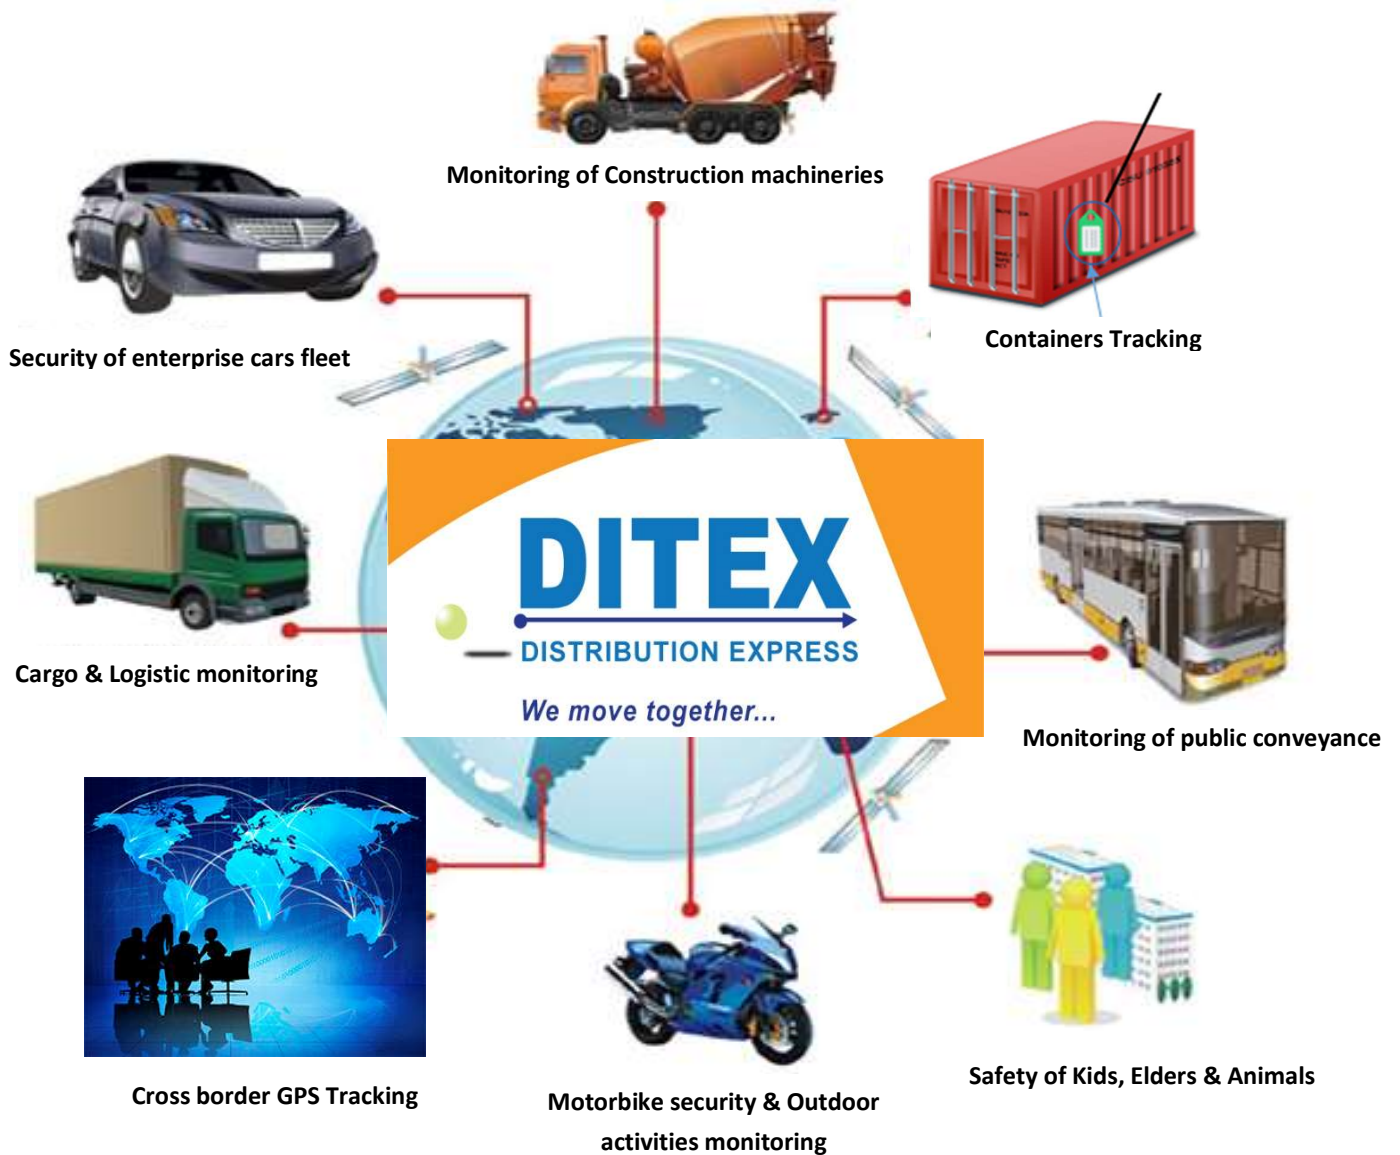 Monitoring of Construction machineries
Security of enterprise cars fleet
Containers Tracking
DITEX
DISTRIBUTION EXPRESS
We move together...
Cargo & Logistic monitoring
Monitoring of public conveyance
Cross border GPS Tracking
Motorbike security & Outdoor
activities monitoring
Safety of Kids, Elders & Animals